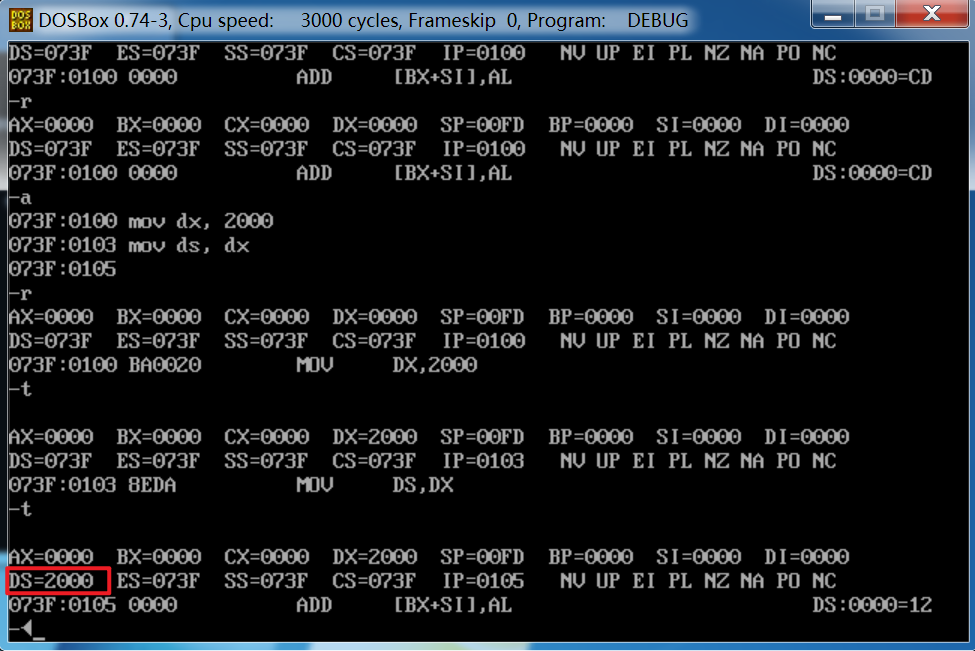 DOSBox 0.74-3, Cpu speed: 3000 cycles, Frameskip 0, Program: DEBUG
DS=073F ES=073F SS=073F CS=073F IP=0100 NV UP EI PL NZ NA PO NC
073F:0100 0000 ADD [BX+SI],AL DS:0000=CD
-r
AX=0000 BX=0000 CX=0000 DX=0000 SP=00FD BP=0000 SI=0000 DI=0000
DS=073F ES=073F SS=073F CS=073F IP=0100 NV UP EI PL NZ NA PO NC
073F:0100 0000 ADD [BX+SI],AL DS:0000=CD
-a
073F:0100 mov dx, 2000
073F:0103 mov ds, dx
073F:0105
-r
AX=0000 BX=0000 CX=0000 DX=0000 SP=00FD BP=0000 SI=0000 DI=0000
DS=073F ES=073F SS=073F CS=073F IP=0100 NV UP EI PL NZ NA PO NC
073F:0100 BA0020 MOV DX,2000
-t
AX=0000 BX=0000 CX=0000 DX=2000 SP=00FD BP=0000 SI=0000 DI=0000
DS=073F ES=073F SS=073F CS=073F IP=0103 NV UP EI PL NZ NA PO NC
073F:0103 8EDA MOV DS,DX
-t
AX=0000 BX=0000 CX=0000 DX=2000 SP=00FD BP=0000 SI=0000 DI=0000
DS=2000 ES=073F SS=073F CS=073F IP=0105 NV UP EI PL NZ NA PO NC
073F:0105 0000 ADD [BX+SI],AL DS:0000=12
-◄_